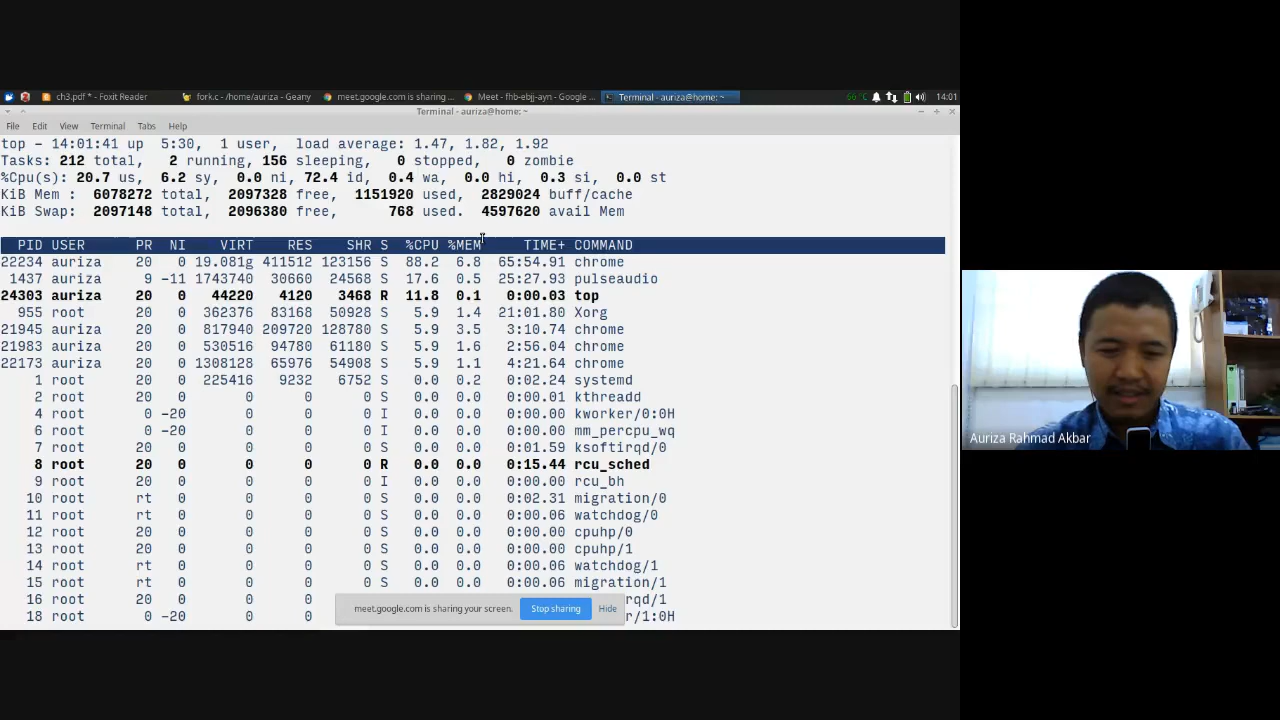 ch3.pdf * - Foxit Reader fork.c - /home/auriza - Geany meet.google.com is sharing ... Meet - fhb-ebjj-ayn - Google ... Terminal - auriza@home: ~ 66 °C 14:01
Terminal - auriza@home: ~
File Edit View Terminal Tabs Help
top - 14:01:41 up 5:30, 1 user, load average: 1.47, 1.82, 1.92
Tasks: 212 total, 2 running, 156 sleeping, 0 stopped, 0 zombie
%Cpu(s): 20.7 us, 6.2 sy, 0.0 ni, 72.4 id, 0.4 wa, 0.0 hi, 0.3 si, 0.0 st
KiB Mem : 6078272 total, 2097328 free, 1151920 used, 2829024 buff/cache
KiB Swap: 2097148 total, 2096380 free, 768 used. 4597620 avail Mem
PID USER PR NI VIRT RES SHR S %CPU %MEM TIME+ COMMAND
22234 auriza 20 0 19.081g 411512 123156 S 88.2 6.8 65:54.91 chrome
1437 auriza 9 -11 1743740 30660 24568 S 17.6 0.5 25:27.93 pulseaudio
24303 auriza 20 0 44220 4120 3468 R 11.8 0.1 0:00.03 top
955 root 20 0 362376 83168 50928 S 5.9 1.4 21:01.80 Xorg
21945 auriza 20 0 817940 209720 128780 S 5.9 3.5 3:10.74 chrome
21983 auriza 20 0 530516 94780 61180 S 5.9 1.6 2:56.04 chrome
22173 auriza 20 0 1308128 65976 54908 S 5.9 1.1 4:21.64 chrome
1 root 20 0 225416 9232 6752 S 0.0 0.2 0:02.24 systemd
2 root 20 0 0 0 0 S 0.0 0.0 0:00.01 kthreadd
4 root 0 -20 0 0 0 I 0.0 0.0 0:00.00 kworker/0:0H
6 root 0 -20 0 0 0 I 0.0 0.0 0:00.00 mm_percpu_wq
7 root 20 0 0 0 0 S 0.0 0.0 0:01.59 ksoftirqd/0
8 root 20 0 0 0 0 R 0.0 0.0 0:15.44 rcu_sched
9 root 20 0 0 0 0 I 0.0 0.0 0:00.00 rcu_bh
10 root rt 0 0 0 0 S 0.0 0.0 0:02.31 migration/0
11 root rt 0 0 0 0 S 0.0 0.0 0:00.06 watchdog/0
12 root 20 0 0 0 0 S 0.0 0.0 0:00.00 cpuhp/0
13 root 20 0 0 0 0 S 0.0 0.0 0:00.00 cpuhp/1
14 root rt 0 0 0 0 S 0.0 0.0 0:00.06 watchdog/1
15 root rt 0 0 0 0 S 0.0 0.0 0:00.06 migration/1
16 root 20 0 0 0 rqd/1
18 root 0 -20 0 0 r/1:0H
meet.google.com is sharing your screen. Stop sharing Hide
Auriza Rahmad Akbar